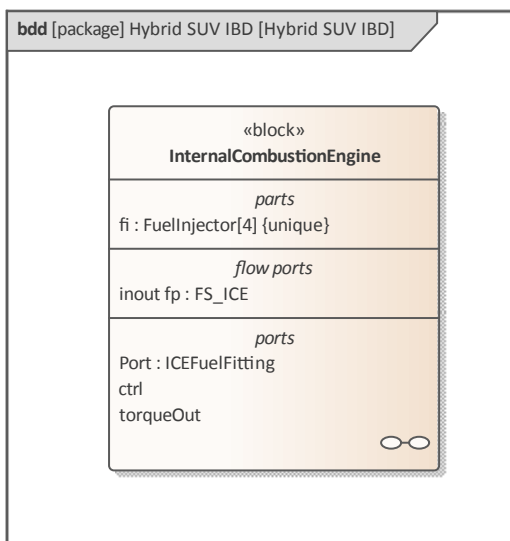 bdd [package] Hybrid SUV IBD [Hybrid SUV IBD]
«block»
InternalCombustionEngine
parts
fi : FuelInjector[4] {unique}
flow ports
inout fp : FS_ICE
ports
Port : ICEFuelFitting
ctrl
torqueOut